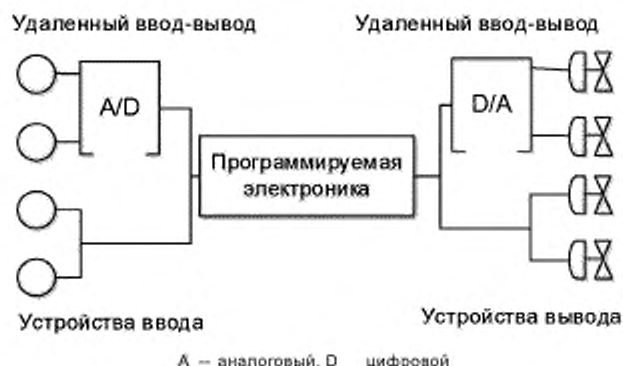 Удаленный ввод-вывод
Удаленный ввод-вывод
A/D
D/A
Программируемая
электроника
Устройства ввода
Устройства вывода
A – аналоговый, D цифровой